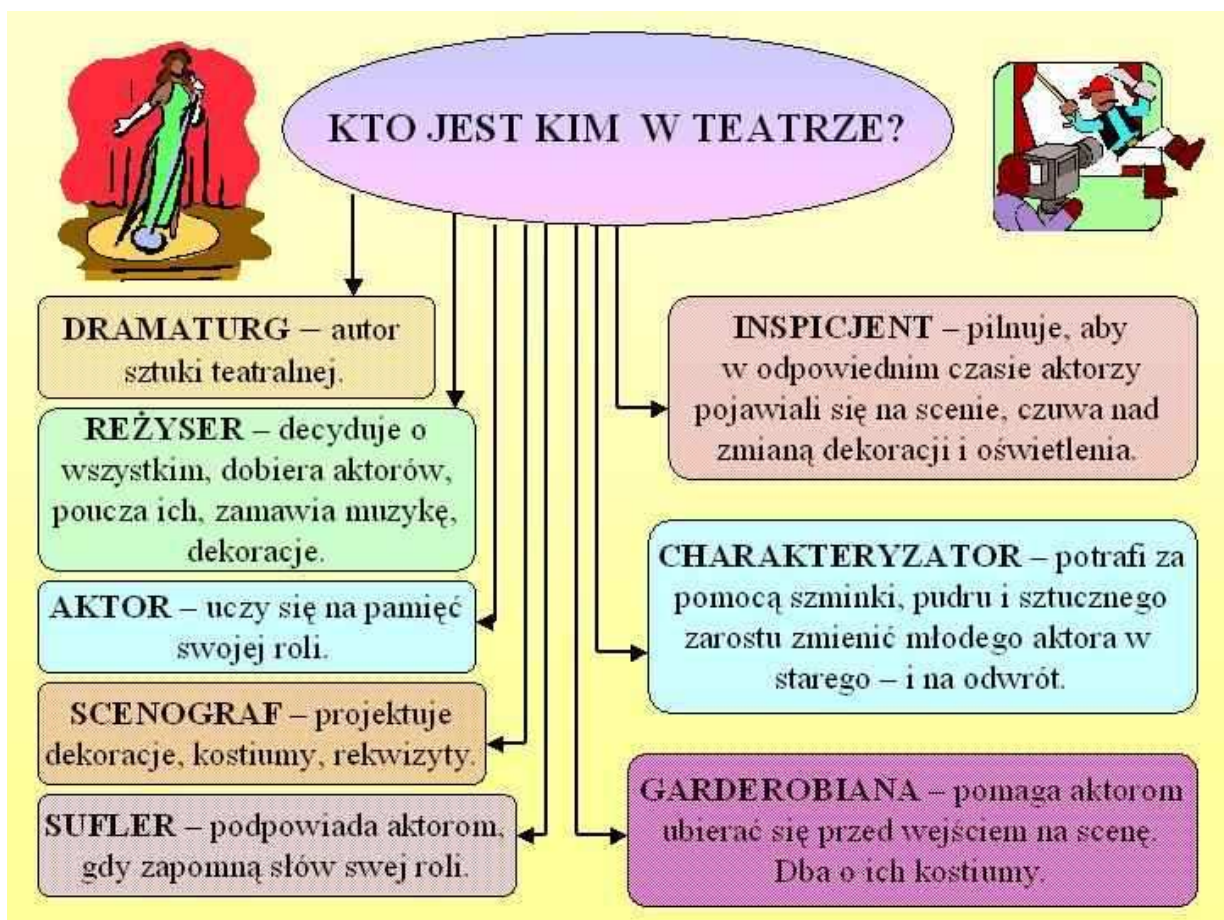 KTO JEST KIM W TEATRZE?
DRAMATURG – autor
sztuki teatralnej.
REŻYSER – decyduje o
wszystkim, dobiera aktorów,
poucza ich, zamawia muzykę,
dekoracje.
AKTOR – uczy się na pamięć
swojej roli.
SCENOGRAF – projektuje
dekoracje, kostiumy, rekwizyty.
SUFLER – podpowiada aktorom,
gdy zapomną słów swej roli.
INSPICJENT – pilnuje, aby
w odpowiednim czasie aktorzy
pojawiali się na scenie, czuwa nad
zmianą dekoracji i oświetlenia.
CHARAKTERYZATOR – potrafi za
pomocą szminki, pudru i sztucznego
zarostu zmienić młodego aktora w
starego – i na odwrót.
GARDEROBIANA – pomaga aktorom
ubierać się przed wejściem na scenę.
Dba o ich kostiumy.